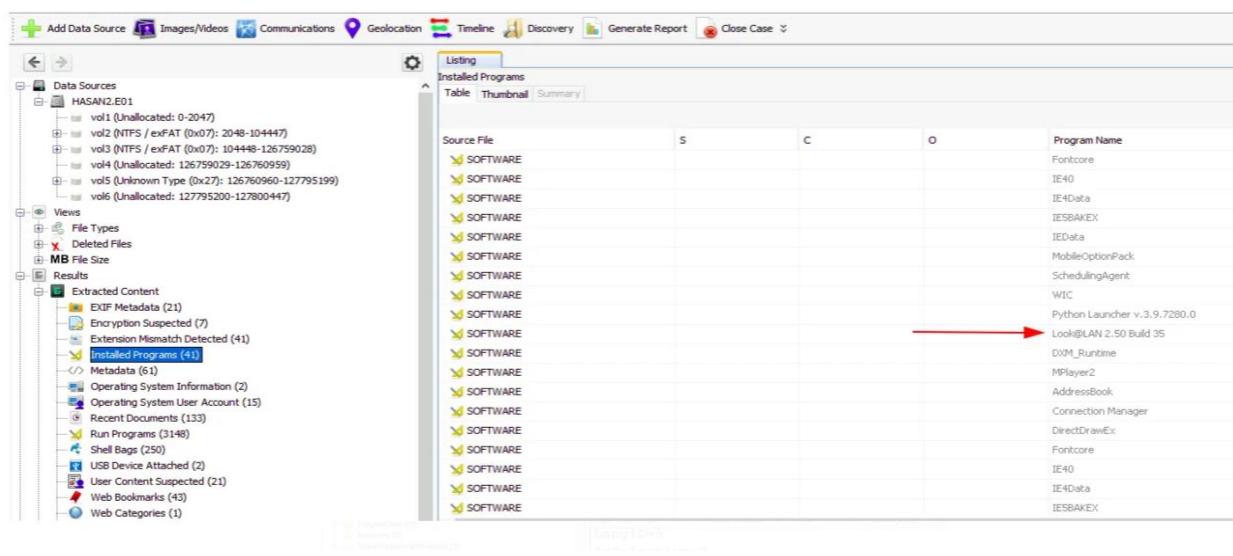 Add Data Source Images/Videos Communications Geolocation Timeline Discovery Generate Report Close Case
Listing
Installed Programs
Table Thumbnail Summary
Data Sources
HASAN2.E01
vol1 (Unallocated: 0-2047)
vol2 (NTFS / exFAT (0x07): 2048-104447)
vol3 (NTFS / exFAT (0x07): 104448-126759028)
vol4 (Unallocated: 126759029-126760959)
vol5 (Unknown Type (0x27): 126760960-127795199)
vol6 (Unallocated: 127795200-127800447)
Views
File Types
Deleted Files
MB File Size
Results
Extracted Content
EXIF Metadata (21)
Encryption Suspected (7)
Extension Mismatch Detected (41)
Installed Programs (41)
Metadata (61)
Operating System Information (2)
Operating System User Account (15)
Recent Documents (133)
Run Programs (3148)
Shell Bags (250)
USB Device Attached (2)
User Content Suspected (21)
Web Bookmarks (43)
Web Categories (1)
Source File S C O Program Name
SOFTWARE Fontcore
SOFTWARE IE40
SOFTWARE IE4Data
SOFTWARE IE5BAKEX
SOFTWARE IEData
SOFTWARE MobileOptionPack
SOFTWARE SchedulingAgent
SOFTWARE WIC
SOFTWARE Python Launcher v.3.9.7280.0
SOFTWARE Look@LAN 2.50 Build 35
SOFTWARE DXM_Runtime
SOFTWARE MPlayer2
SOFTWARE AddressBook
SOFTWARE Connection Manager
SOFTWARE DirectDrawEx
SOFTWARE Fontcore
SOFTWARE IE40
SOFTWARE IE4Data
SOFTWARE IE5BAKEX